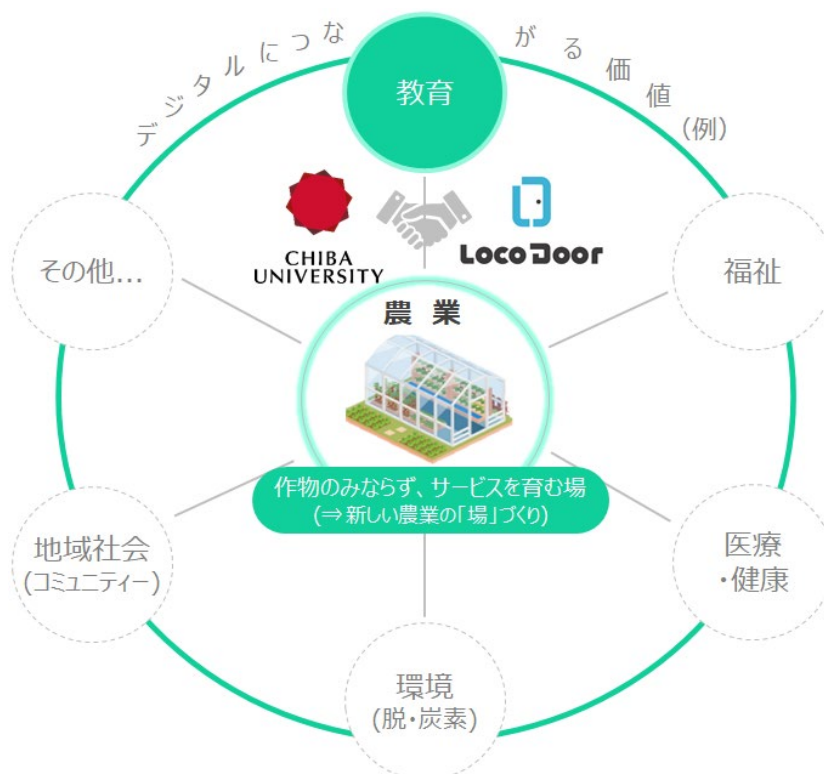 デジタルにつながる価値(例)
教育
CHIBA
UNIVERSITY
Loco Door
その他...
福祉
農業
作物のみならず、サービスを育む場
(⇒新しい農業の「場」づくり)
地域社会
(コミュニティー)
医療
・健康
環境
(脱・炭素)